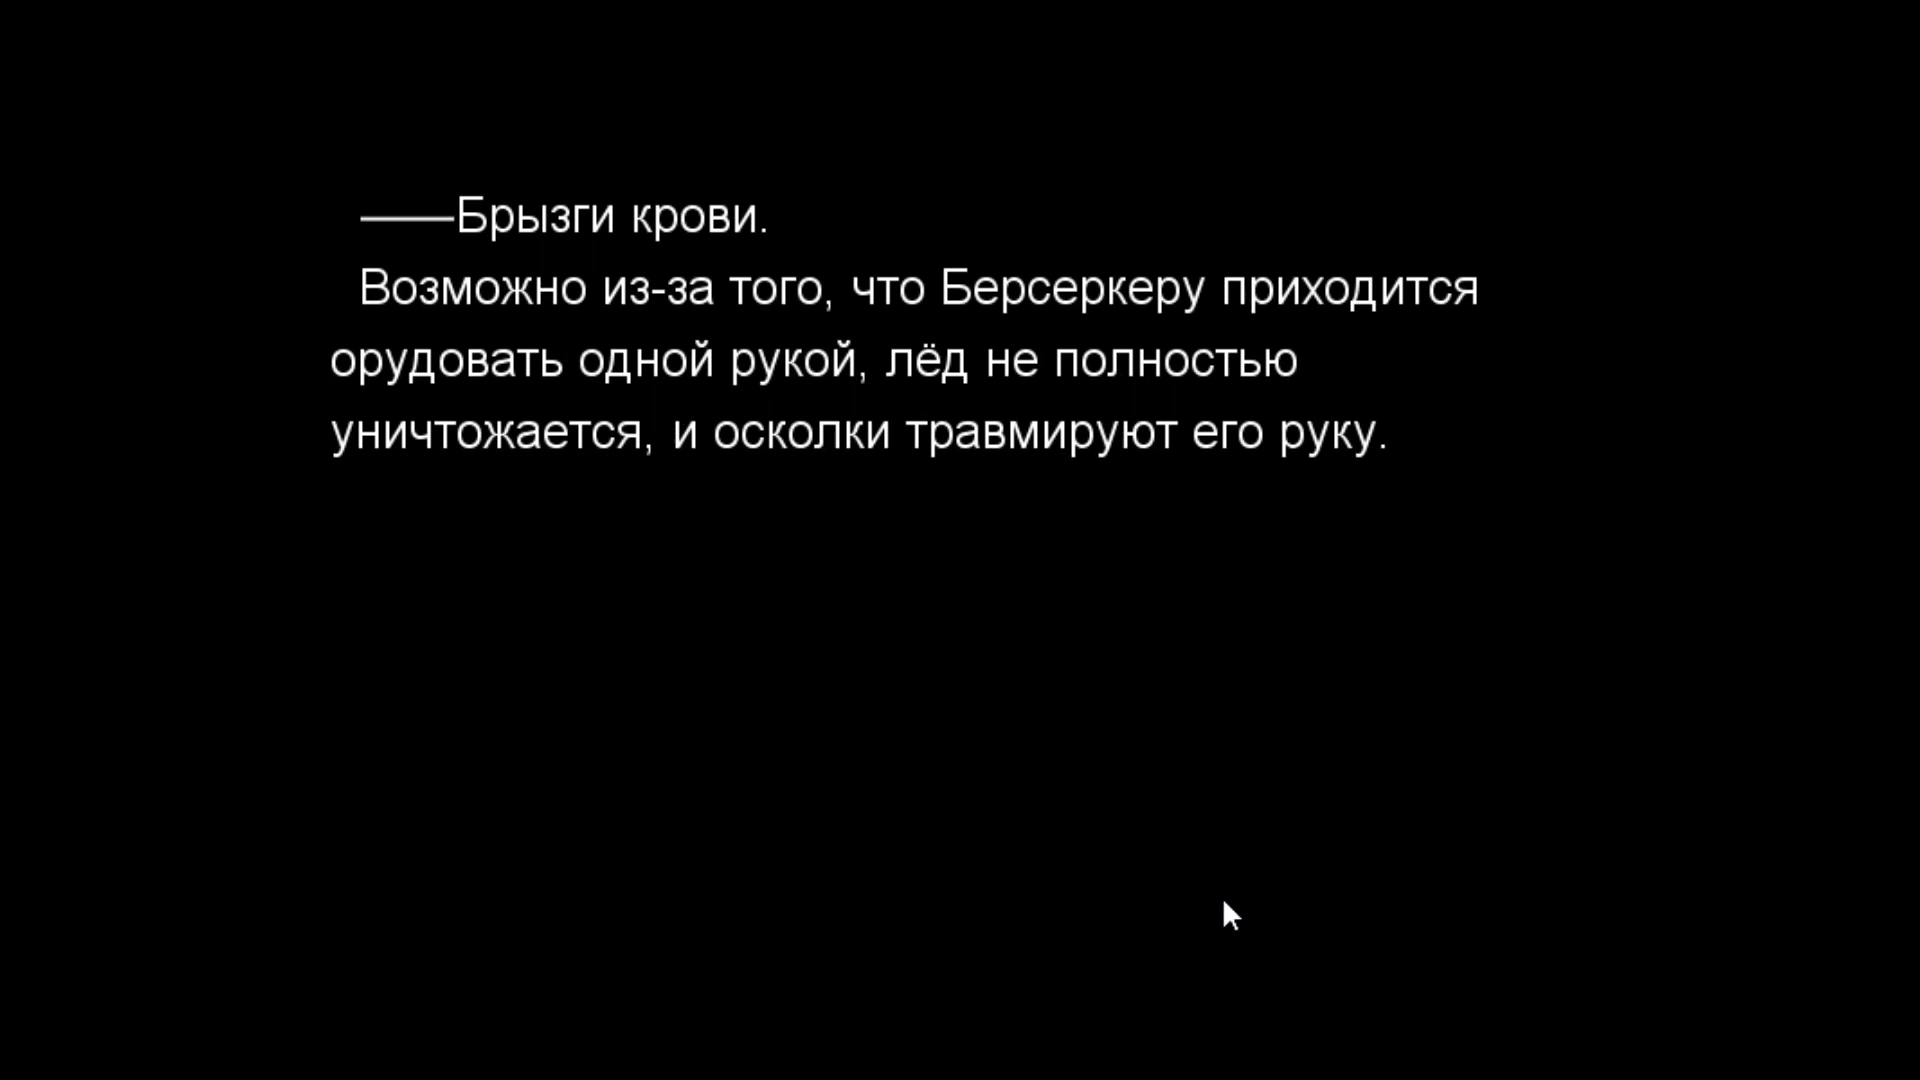 ——Брызги крови.
Возможно из-за того, что Берсеркеру приходится
орудовать одной рукой, лёд не полностью
уничтожается, и осколки травмируют его руку.